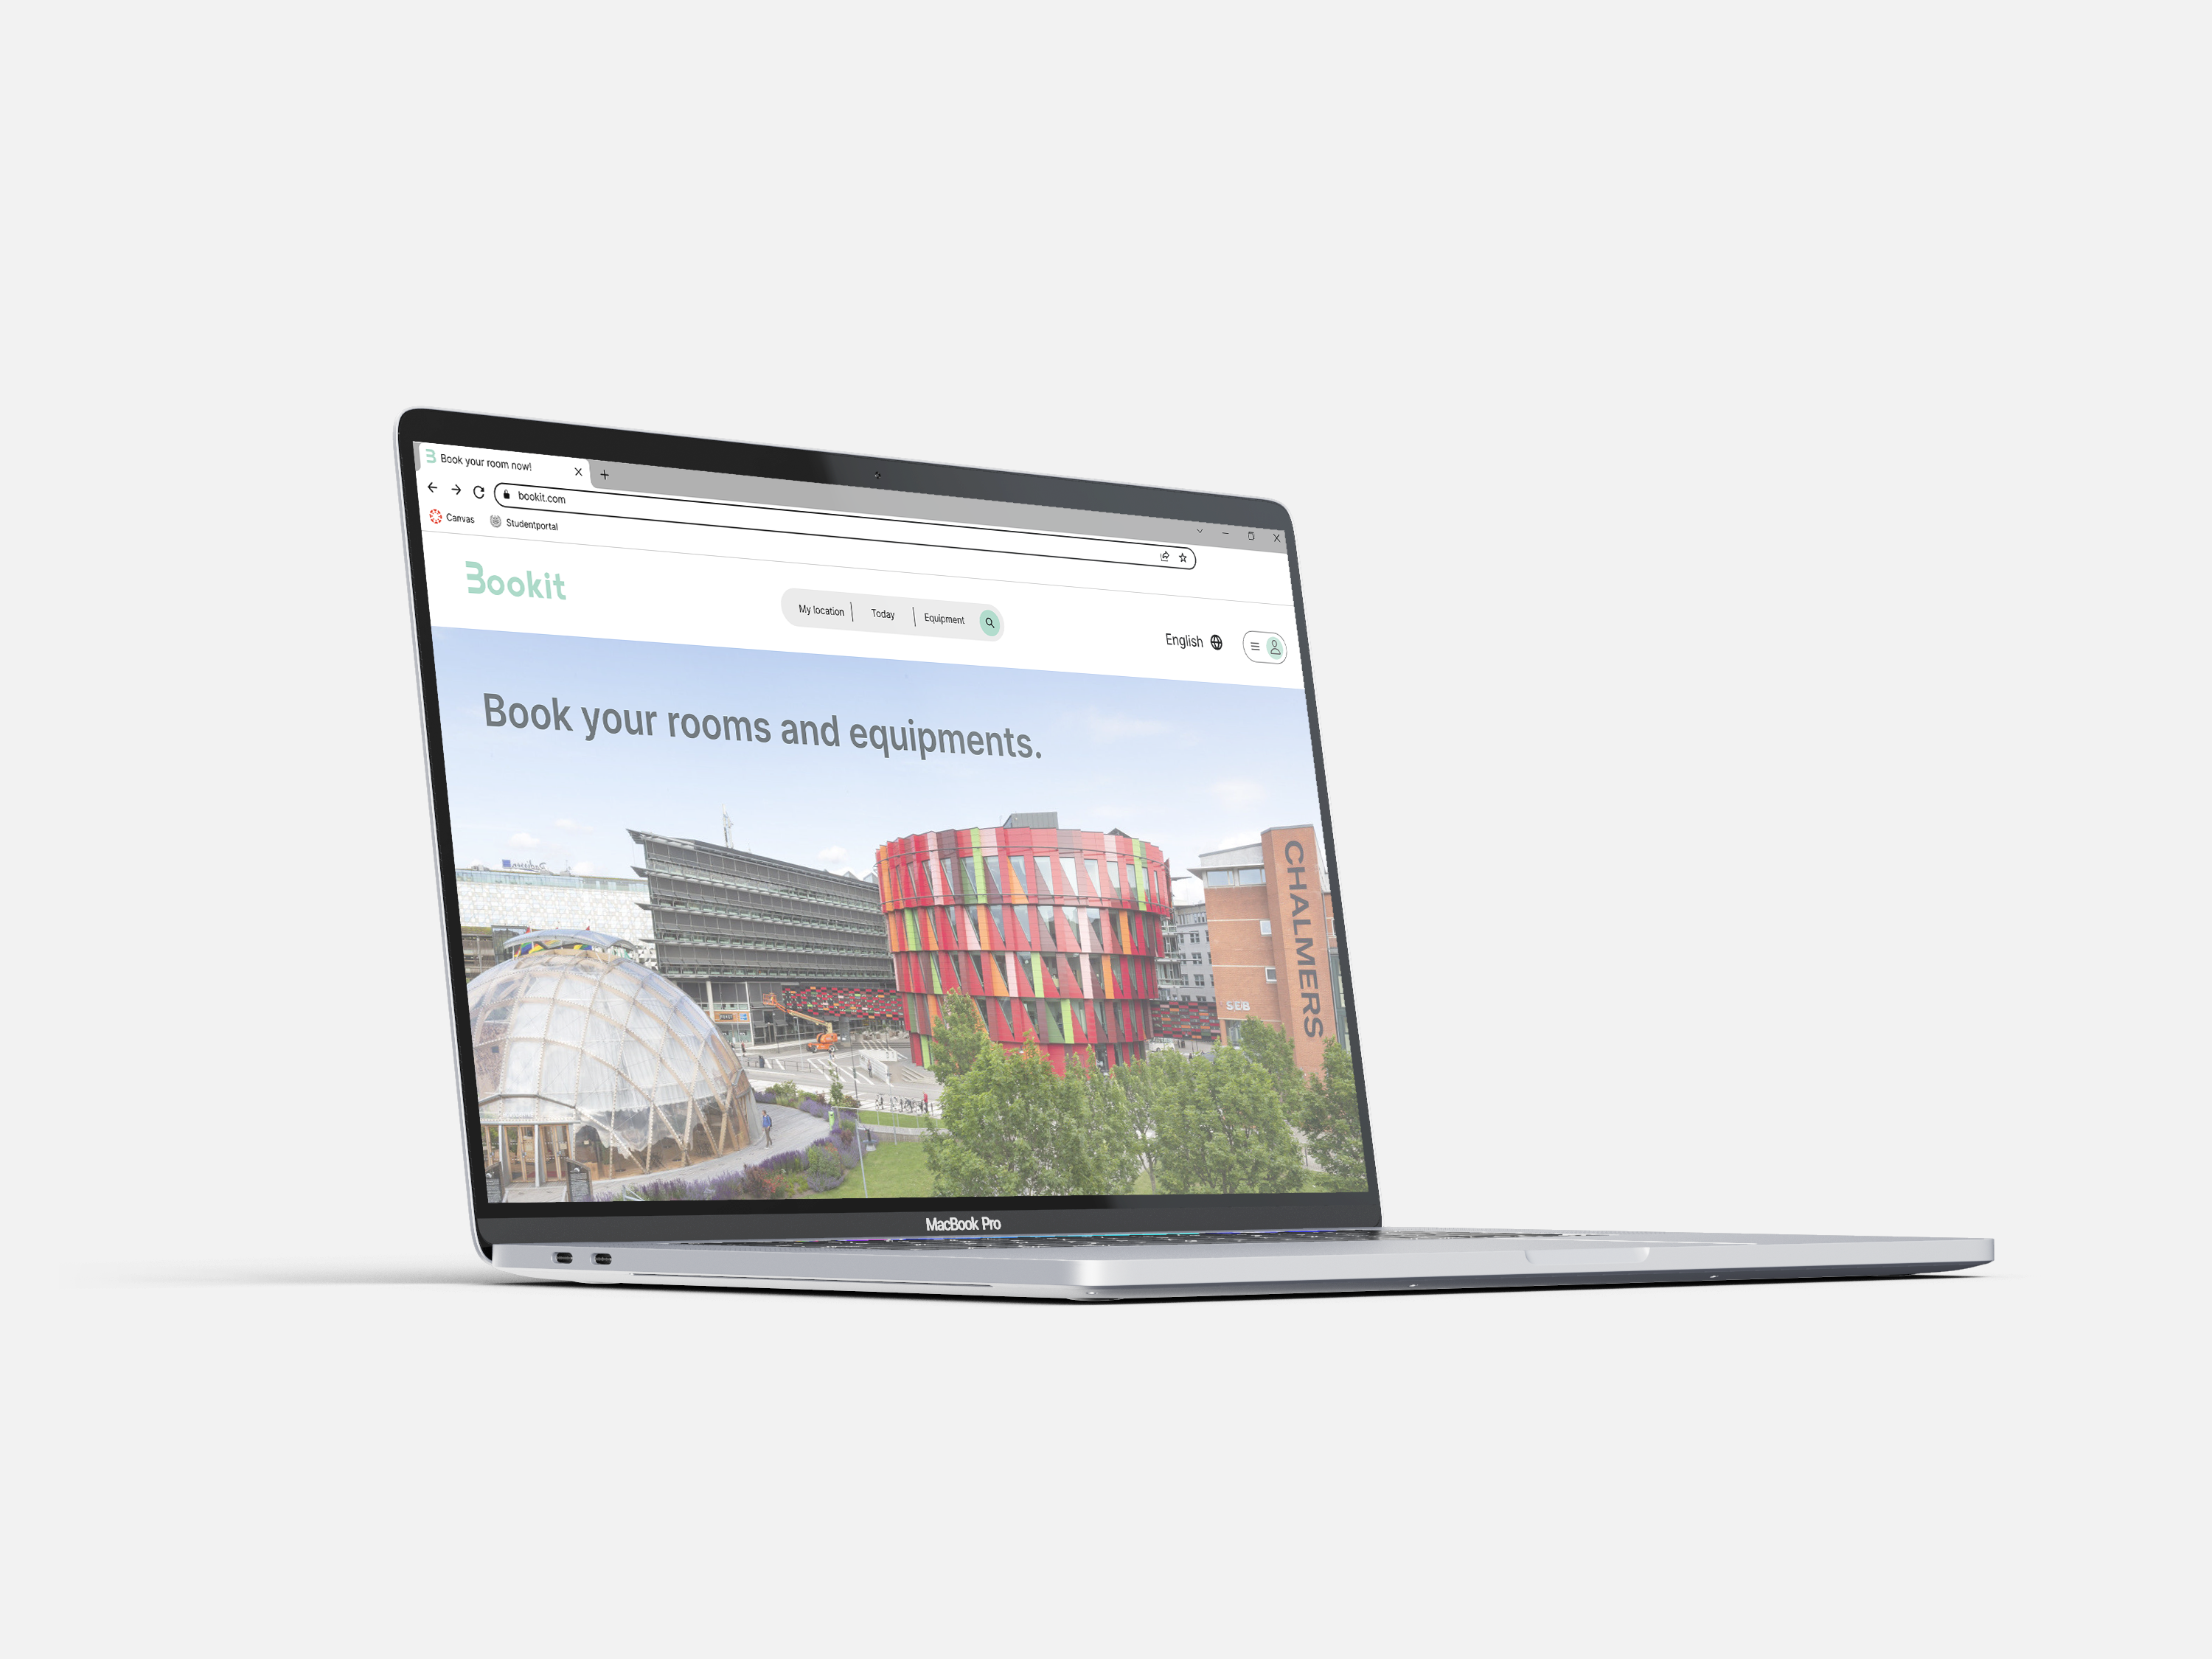 Book your room now!
bookit.com
Canvas
Studentportal
Bookit
My location
Today
Equipment
English
Book your rooms and equipments.
CHALMERS
SEB
MacBook Pro